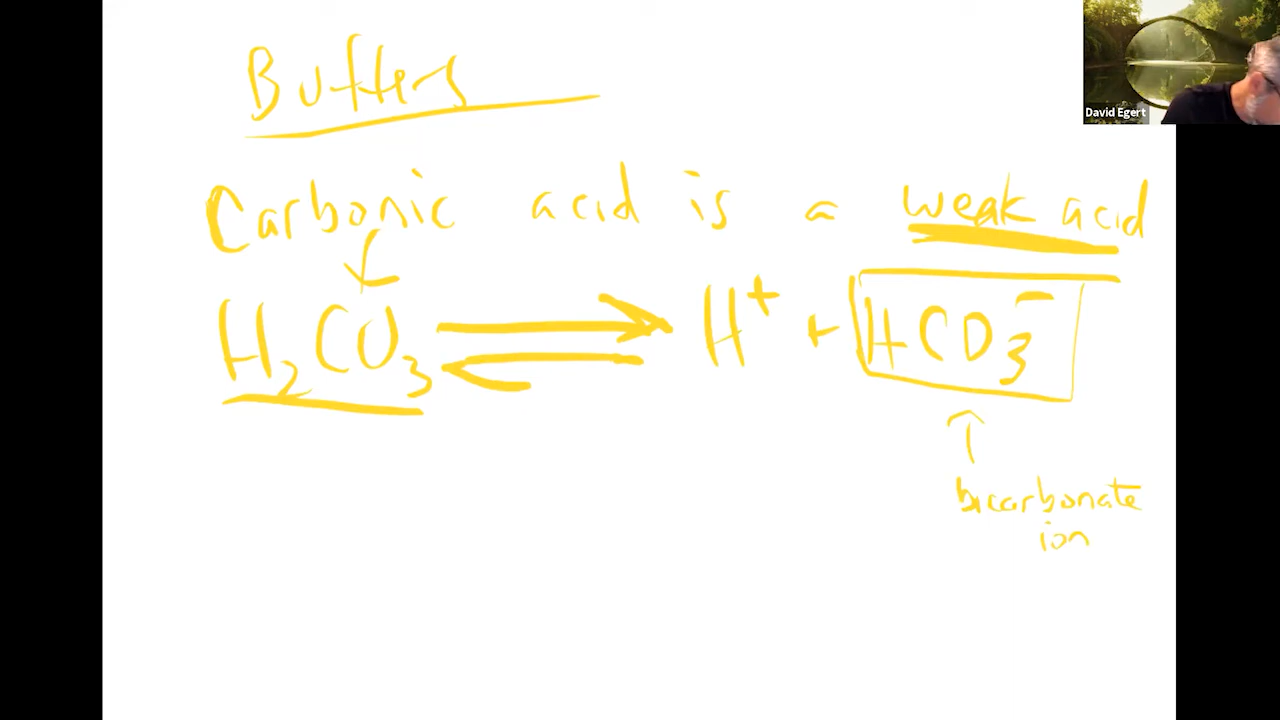 Buffers
David Egert
Carbonic acid is a weak acid
H₂CO₃ ⇌ H⁺ + HCO₃⁻
bicarbonate
ion